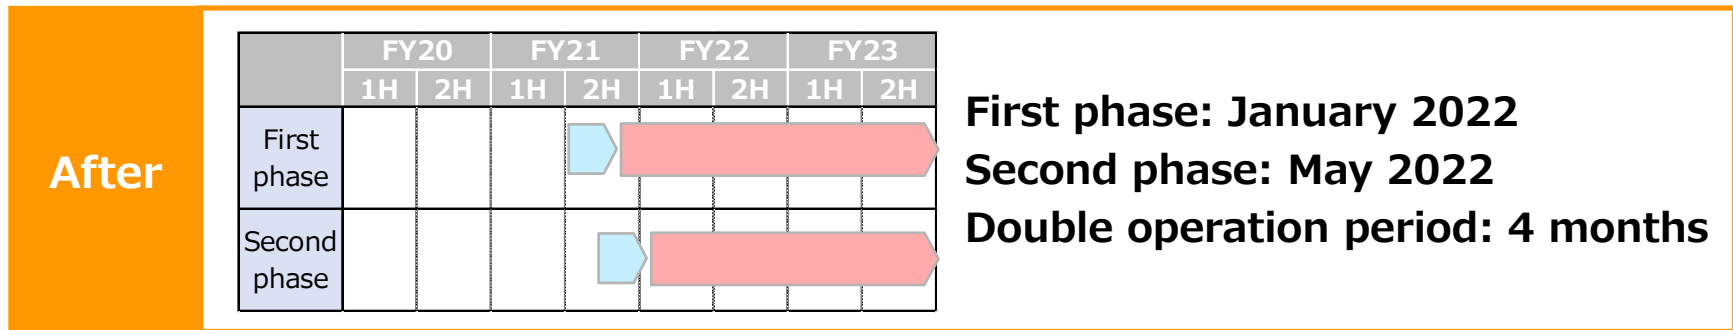 After
FY20 FY21 FY22 FY23
1H 2H 1H 2H 1H 2H 1H 2H
First
phase
Second
phase
First phase: January 2022
Second phase: May 2022
Double operation period: 4 months